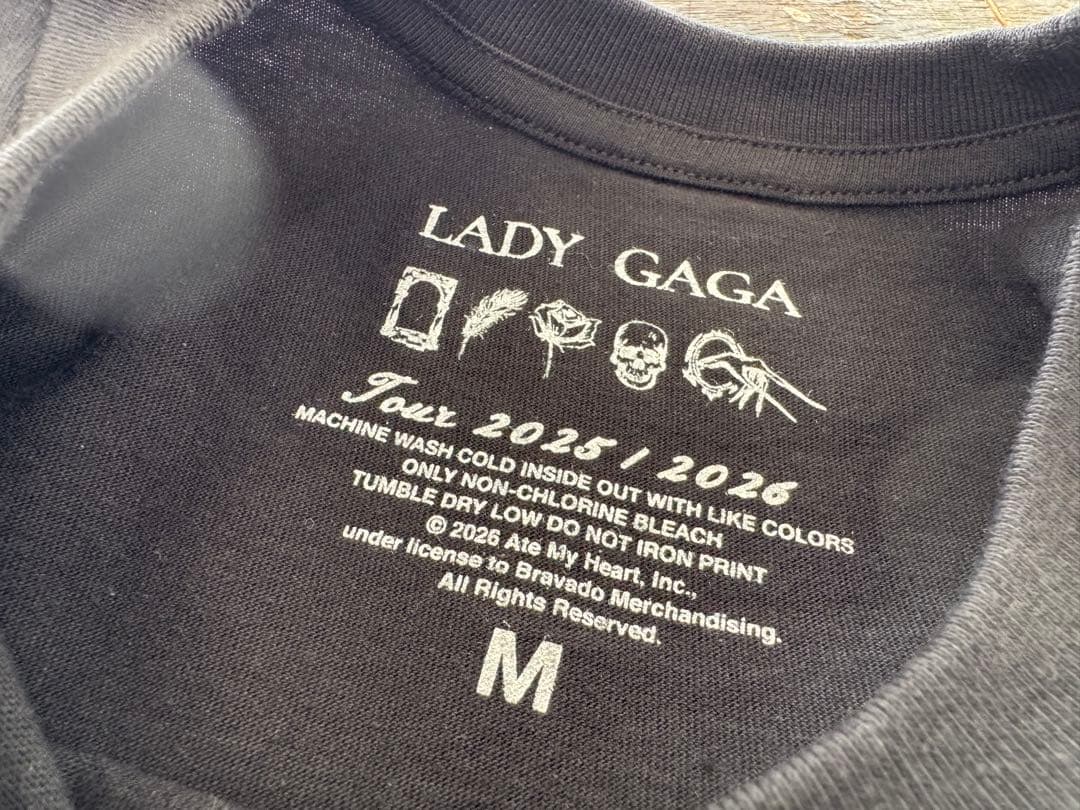 LADY GAGA
Tour 2025 / 2026
MACHINE WASH COLD INSIDE OUT WITH LIKE COLORS
ONLY NON-CHLORINE BLEACH
TUMBLE DRY LOW DO NOT IRON PRINT
© 2026 Ate My Heart, Inc.,
under license to Bravado Merchandising.
All Rights Reserved.
M